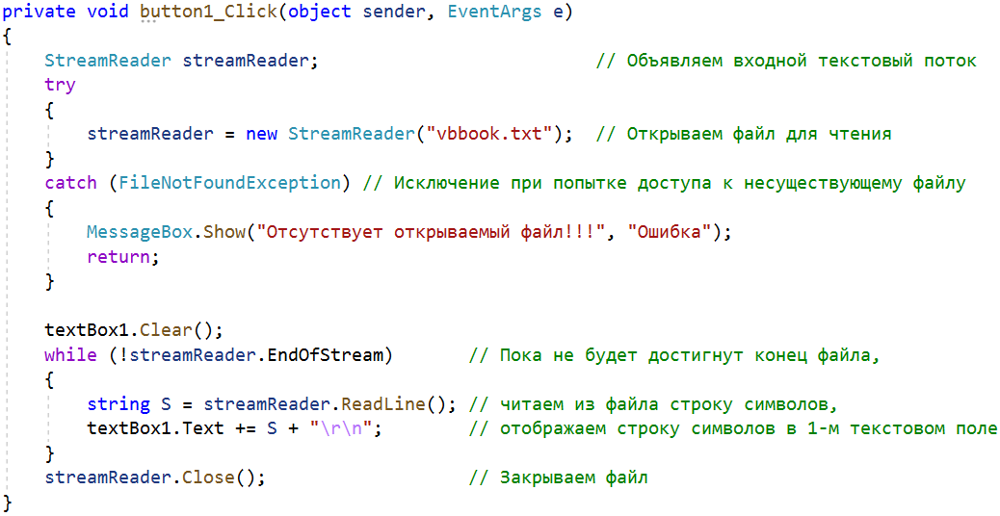 private void button1_Click(object sender, EventArgs e)
{
    StreamReader streamReader;                          // Объявляем входной текстовый поток
    try
    {
        streamReader = new StreamReader("vbbook.txt");  // Открываем файл для чтения
    }
    catch (FileNotFoundException) // Исключение при попытке доступа к несуществующему файлу
    {
        MessageBox.Show("Отсутствует открываемый файл!!!", "Ошибка");
        return;
    }

    textBox1.Clear();
    while (!streamReader.EndOfStream)       // Пока не будет достигнут конец файла,
    {
        string S = streamReader.ReadLine(); // читаем из файла строку символов,
        textBox1.Text += S + "\r\n";        // отображаем строку символов в 1-м текстовом поле
    }
    streamReader.Close();                   // Закрываем файл
}